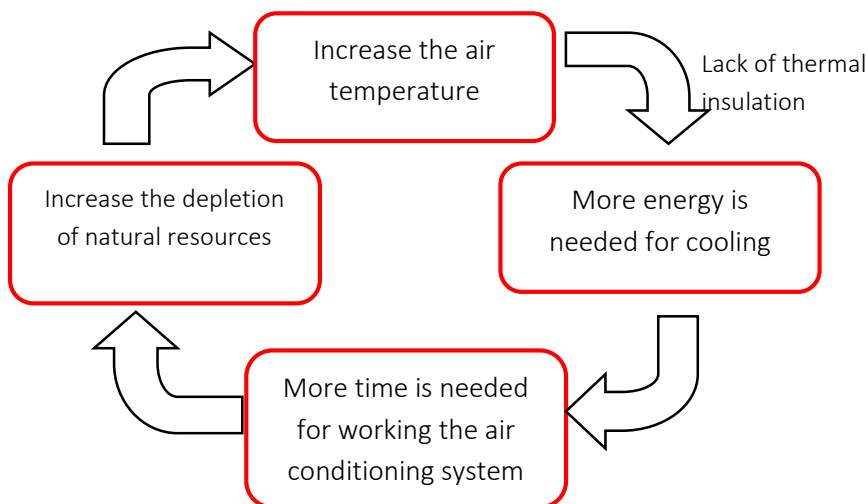 Increase the air
temperature
Lack of thermal
insulation
More energy is
needed for cooling
More time is needed
for working the air
conditioning system
Increase the depletion
of natural resources